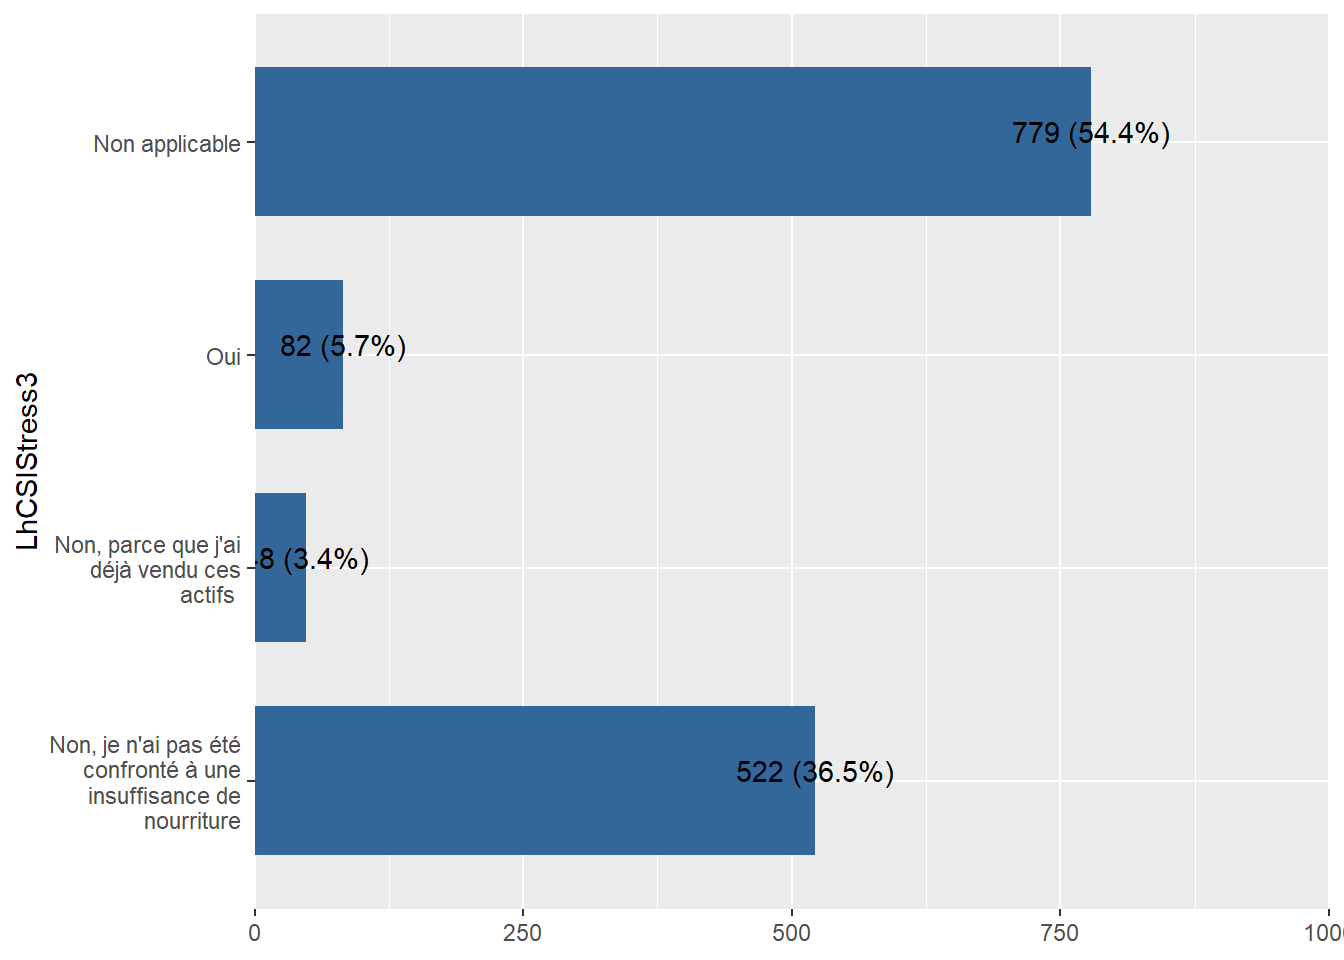 Non applicable
779 (54.4%)
Oui
82 (5.7%)
LhCSIStress3
Non, parce que j'ai
déjà vendu ces
actifs
8 (3.4%)
Non, je n'ai pas été
confronté à une
insuffisance de
nourriture
522 (36.5%)
0 250 500 750 1000